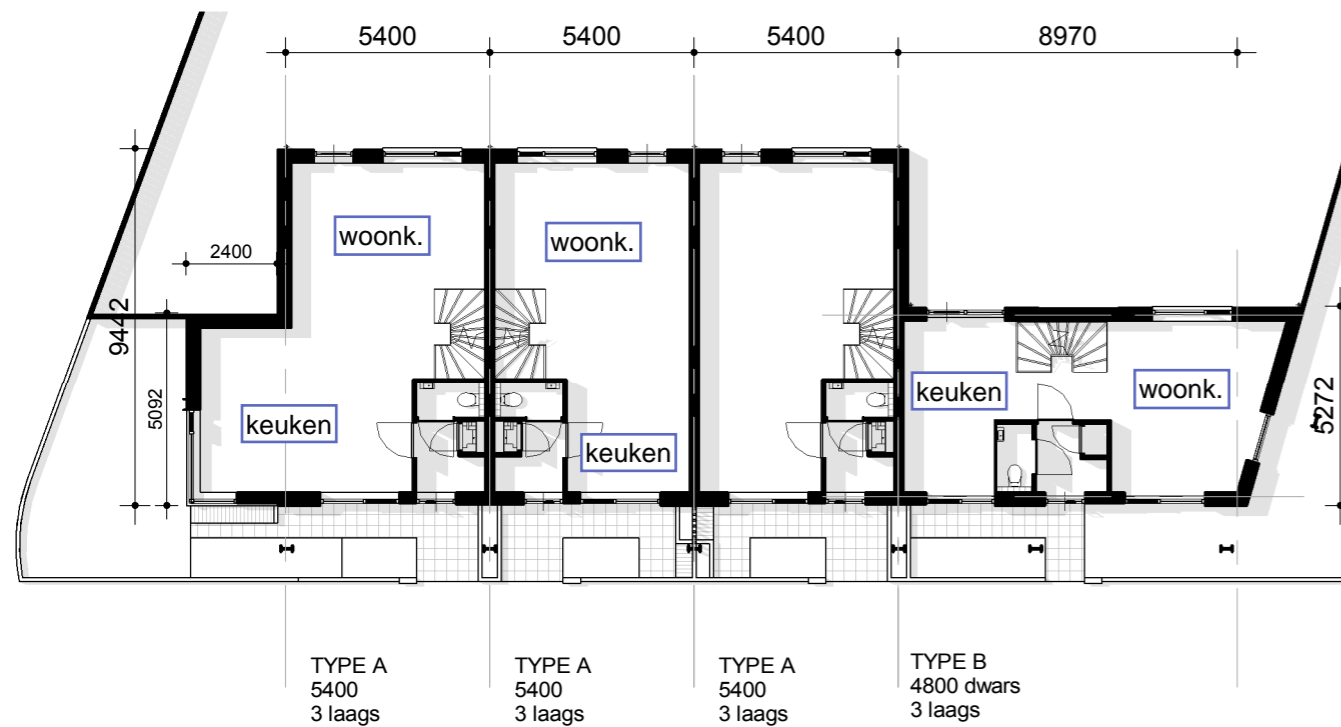 5400
5400
5400
8970
woonk.
woonk.
2400
9442
5092
keuken
keuken
keuken
woonk.
5272
TYPE A
5400
3 laags
TYPE A
5400
3 laags
TYPE A
5400
3 laags
TYPE B
4800 dwars
3 laags